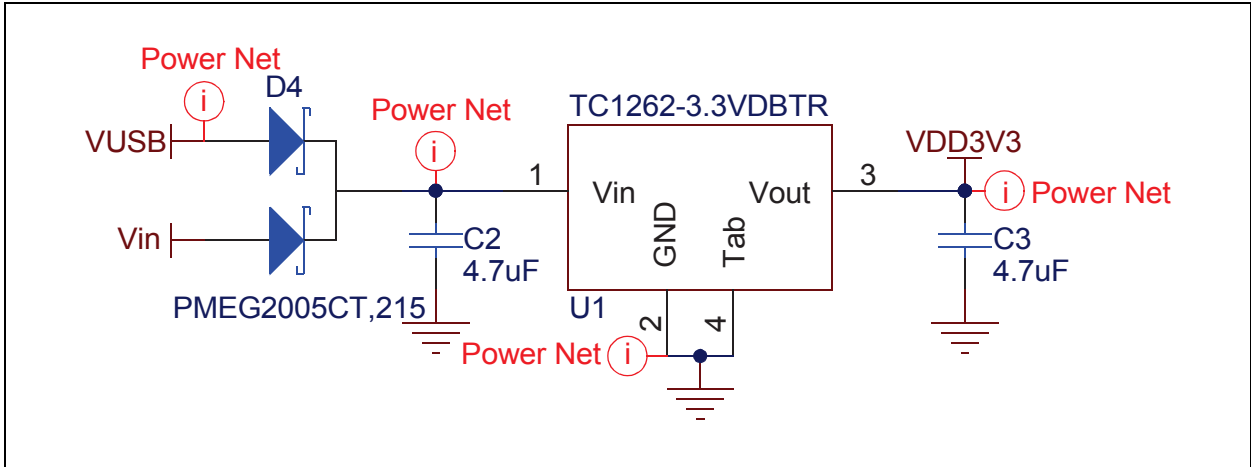 Power Net
i
D4
VUSB
Power Net
i
TC1262-3.3VDBTR
VDD3V3
1
Vin
GND
Tab
Vout
3
i Power Net
Vin
C2
4.7uF
C3
4.7uF
PMEG2005CT,215
U1
2
4
Power Net i